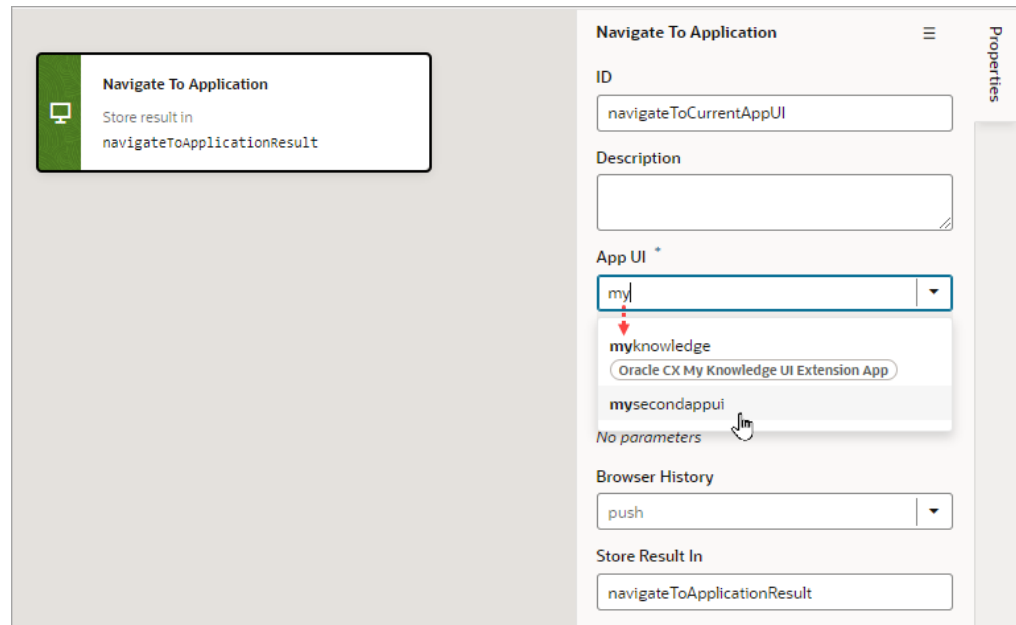 Navigate To Application
Store result in
navigateToApplicationResult
Navigate To Application
Properties
ID
navigateToCurrentAppUI
Description
App UI *
my
myknowledge
Oracle CX My Knowledge UI Extension App
mysecondappui
No parameters
Browser History
push
Store Result In
navigateToApplicationResult